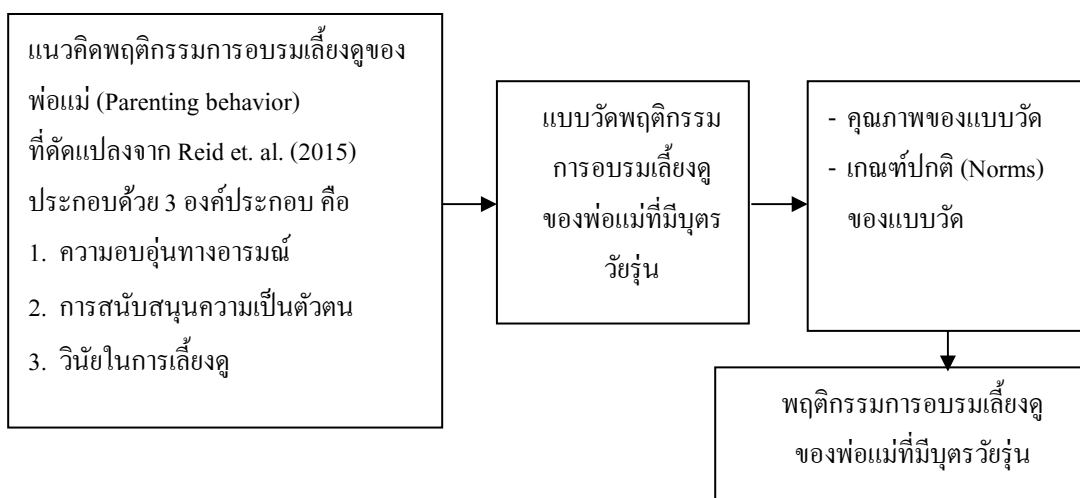 แนวคิดพฤติกรรมการอบรมเลี้ยงดูของ
พ่อแม่ (Parenting behavior)
ที่ดัดแปลงจาก Reid et. al. (2015)
ประกอบด้วย 3 องค์ประกอบ คือ
1. ความอบอุ่นทางอารมณ์
2. การสนับสนุนความเป็นตัวตน
3. วินัยในการเลี้ยงดู
แบบวัดพฤติกรรม
การอบรมเลี้ยงดู
ของพ่อแม่ที่มีบุตร
วัยรุ่น
- คุณภาพของแบบวัด
- เกณฑ์ปกติ (Norms)
ของแบบวัด
พฤติกรรมการอบรมเลี้ยงดู
ของพ่อแม่ที่มีบุตรวัยรุ่น